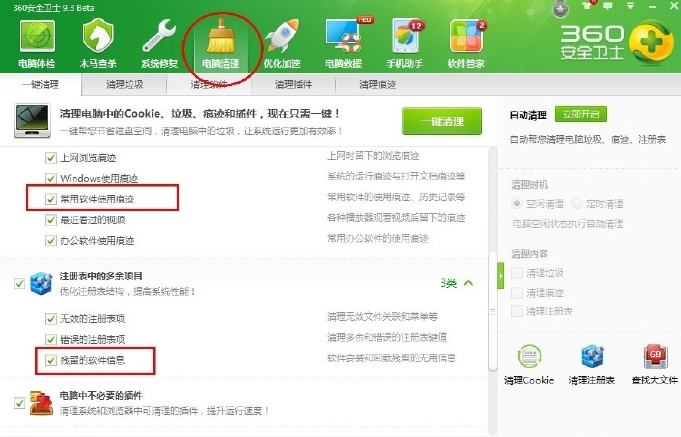 360安全卫士 9.3 Beta
电脑体检
木马查杀
系统修复
电脑清理
优化加速
电脑救援
手机助手
软件管家
12
2
360
安全卫士
一键清理
清理垃圾
清理软件
清理插件
清理痕迹
清理电脑中的Cookie、垃圾、痕迹和插件，现在只需一键！
一键帮您节省磁盘空间，清理电脑中的垃圾，让系统运行更加有效率！
一键清理
上网浏览痕迹
上网时留下的浏览痕迹
Windows使用痕迹
系统的运行痕迹与打开文档痕迹等
常用软件使用痕迹
常用软件的使用痕迹、历史记录等
最近看过的视频
各种播放器观看视频后留下的痕迹
办公软件使用痕迹
常用办公软件的使用痕迹
注册表中的多余项目
优化注册表结构，提高系统性能！
3类
无效的注册表项
清理无效文件关联和菜单等
错误的注册表项
清理多余和错误的注册表键值
残留的软件信息
软件安装和卸载残留的无用信息
电脑中不必要的插件
清理系统和浏览器中可清理的插件，提升运行速度！
自动清理
立即开启
自动帮您清理电脑垃圾、痕迹、注册表
清理时机
空闲清理
定时清理
电脑空闲状态执行自动清理
清理内容
清理垃圾
清理痕迹
清理注册表
GB
清理Cookie
清理注册表
查找大文件